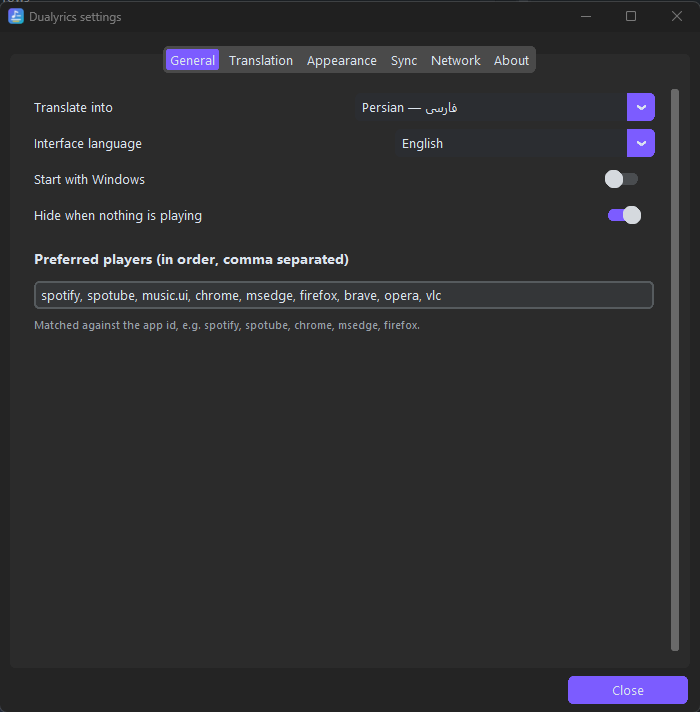 Dualyrics settings
General Translation Appearance Sync Network About
Translate into Persian — فارسی
Interface language English
Start with Windows
Hide when nothing is playing
Preferred players (in order, comma separated)
spotify, spotube, music.ui, chrome, msedge, firefox, brave, opera, vlc
Matched against the app id, e.g. spotify, spotube, chrome, msedge, firefox.
Close